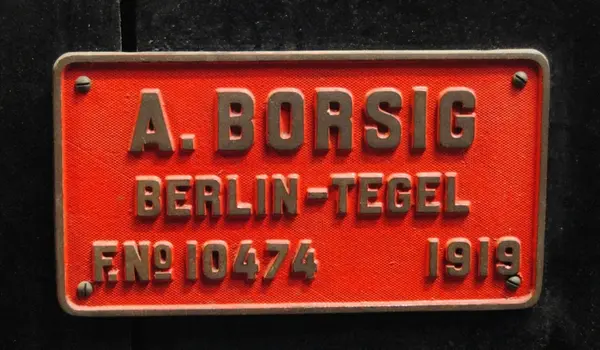 A. BORSIG
BERLIN-TEGEL
F.Nº 10474 1919